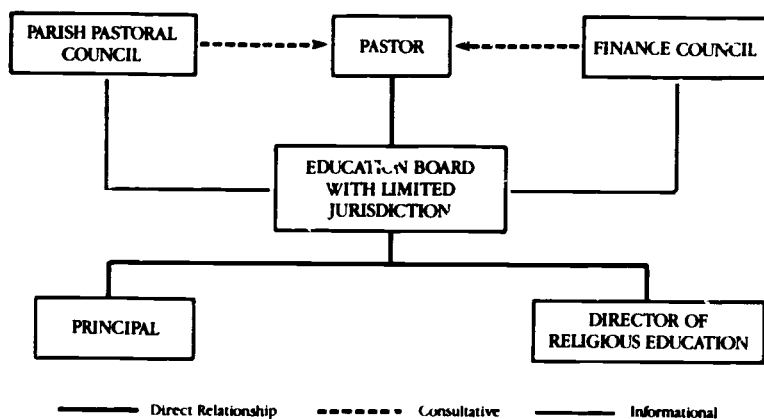 PARISH PASTORAL
COUNCIL
PASTOR
FINANCE COUNCIL
EDUCATION BOARD
WITH LIMITED
JURISDICTION
PRINCIPAL
DIRECTOR OF
RELIGIOUS EDUCATION
Direct Relationship
Consultative
Informational